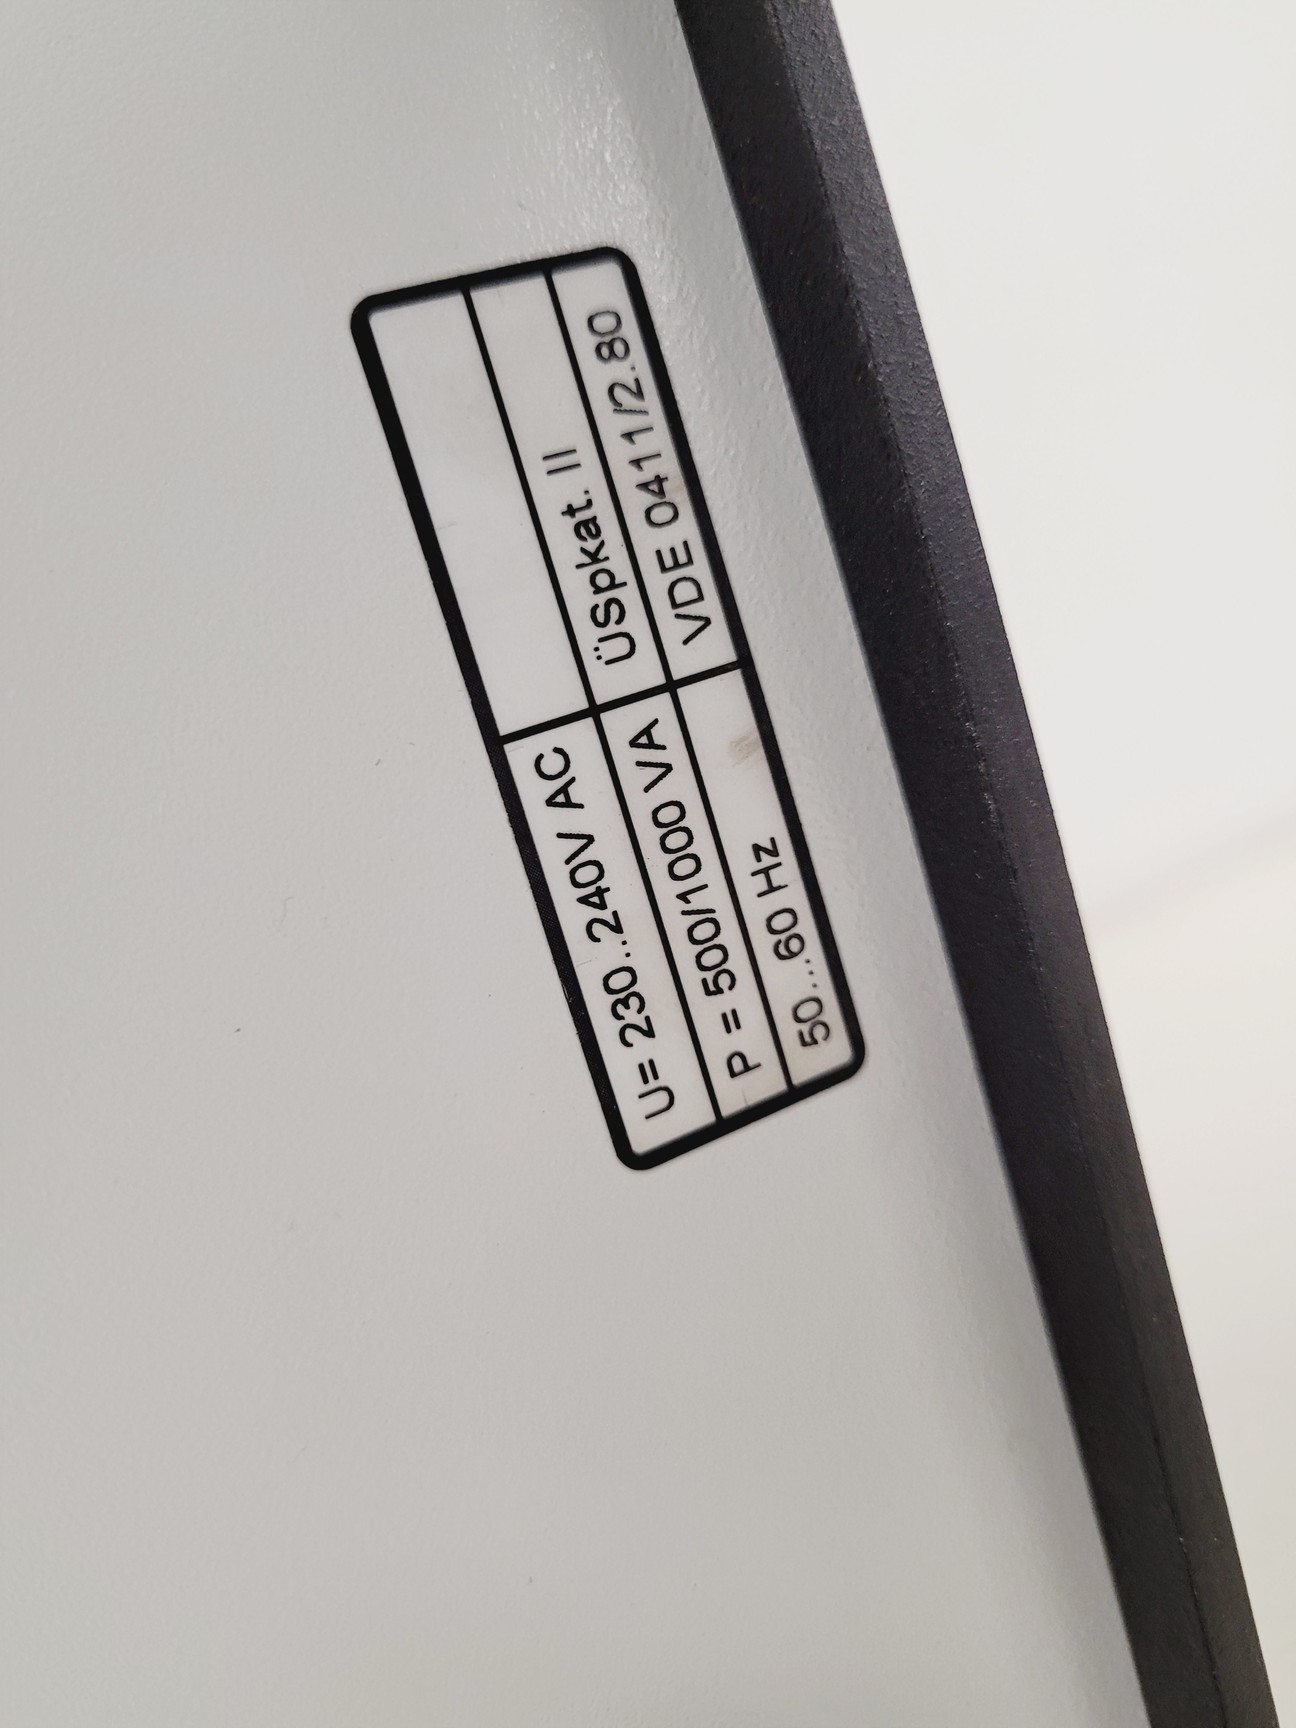 U= 230..240V AC
P = 500/1000 VA ÜSpkat. II
50...60 Hz VDE 0411/2.80